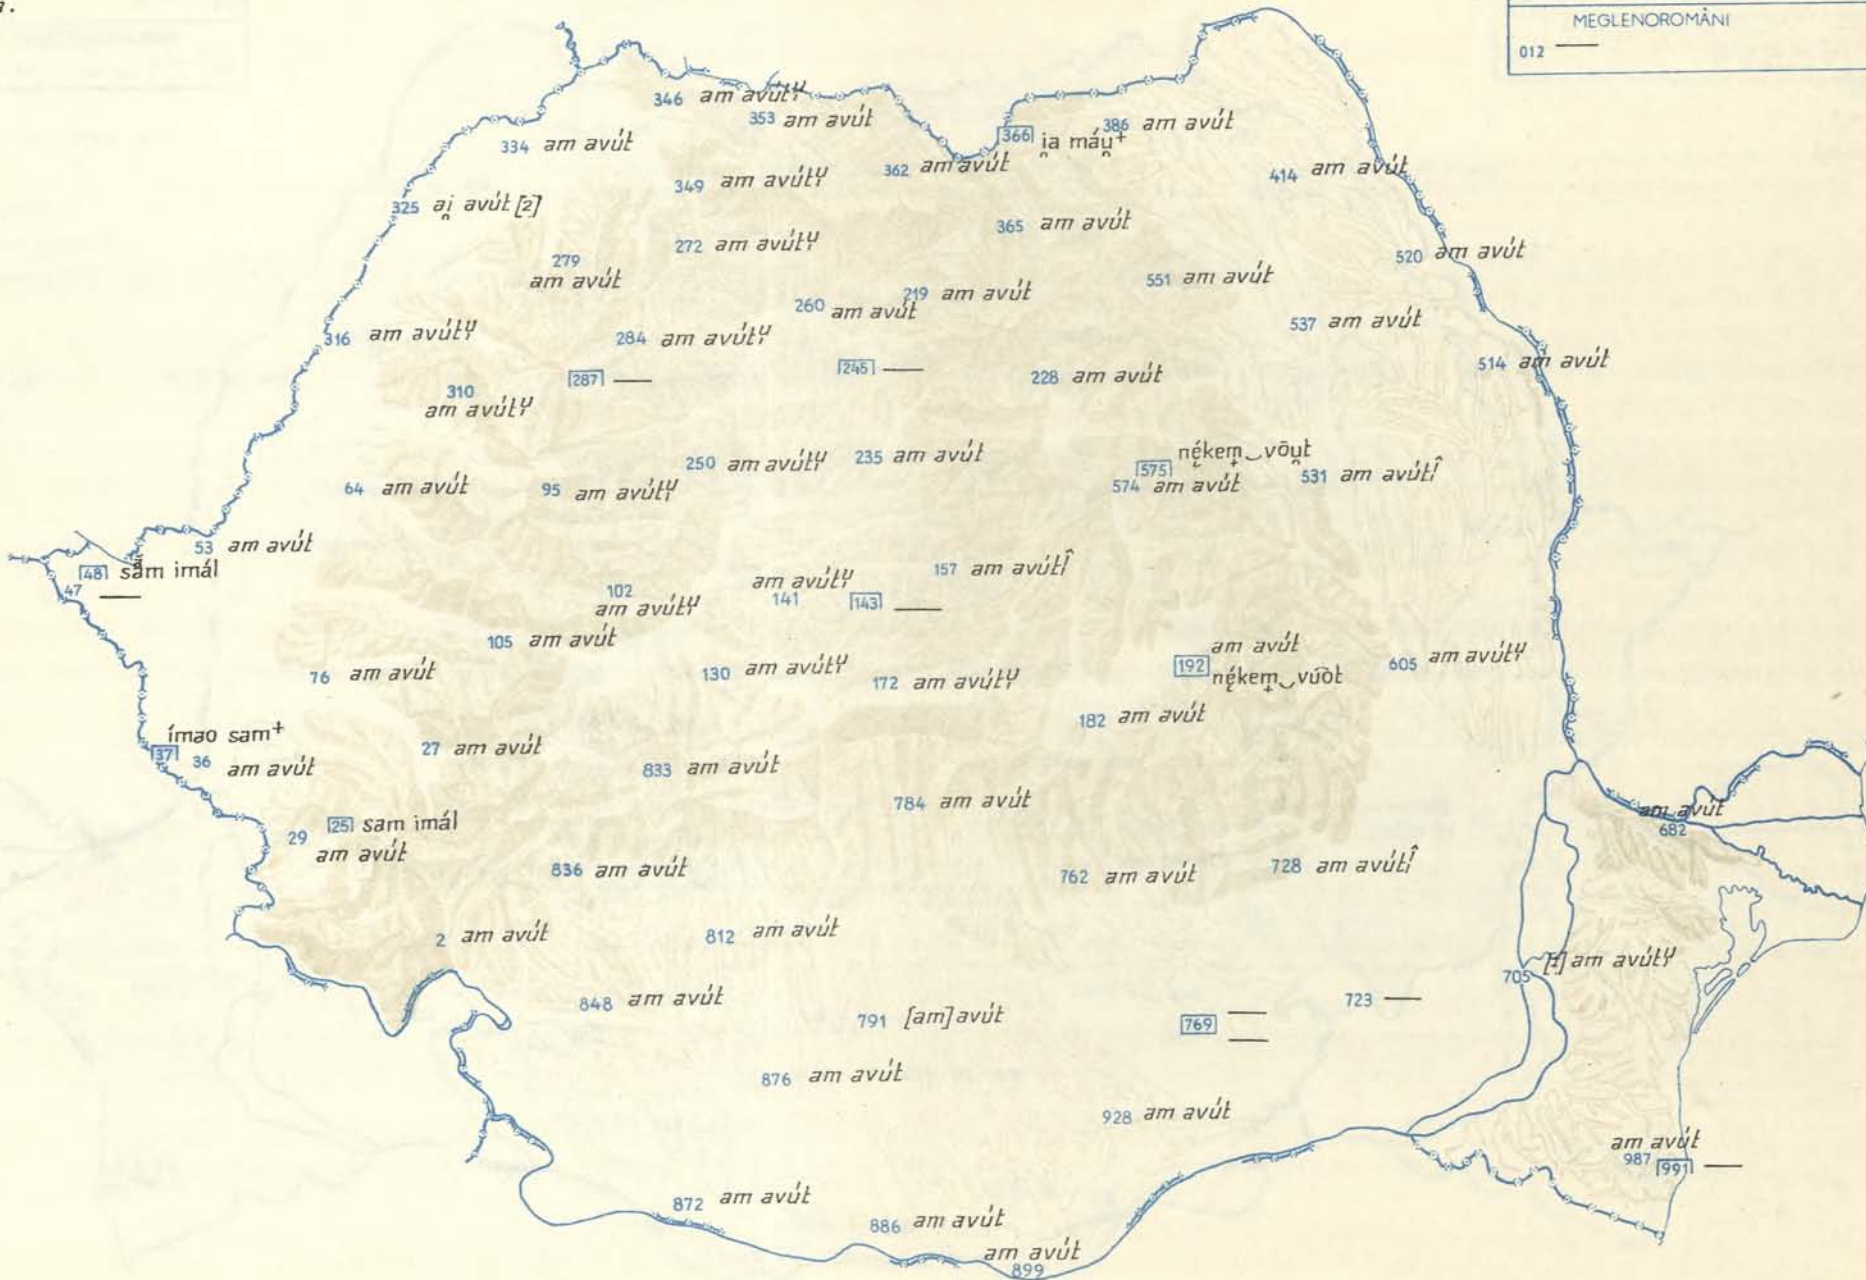 MEGLENOROMÂNI
012 —
346 am avútʸ
353 am avút
334 am avút
366 i̯a máu̯⁺
386 am avút
349 am avútʸ
362 am avút
414 am avút
325 ai̯ avút [2]
365 am avút
272 am avútʸ
279 am avút
520 am avút
551 am avút
219 am avút
260 am avút
316 am avútʸ
284 am avútʸ
537 am avút
514 am avút
287 —
245 —
228 am avút
310 am avútʸ
575 nẹ́kem̟‿vōu̯t
250 am avútʸ
235 am avút
64 am avút
95 am avútʸ
574 am avút
531 am avútî
53 am avút
48 sắm imál
47 —
157 am avútî
102 am avútʸ
141 am avútʸ
143 —
105 am avút
192 am avút
nẹ́kem̟‿vúōt
605 am avútʸ
76 am avút
130 am avútʸ
172 am avútʸ
182 am avút
37 ímao sam⁺
36 am avút
27 am avút
833 am avút
784 am avút
682 am avút
25 sam imál
29 am avút
836 am avút
762 am avút
728 am avútî
2 am avút
812 am avút
705 [ɨ] am avútʸ
848 am avút
791 [am] avút
769 —
—
723 —
876 am avút
928 am avút
987 am avút
991 —
872 am avút
886 am avút
899 am avút